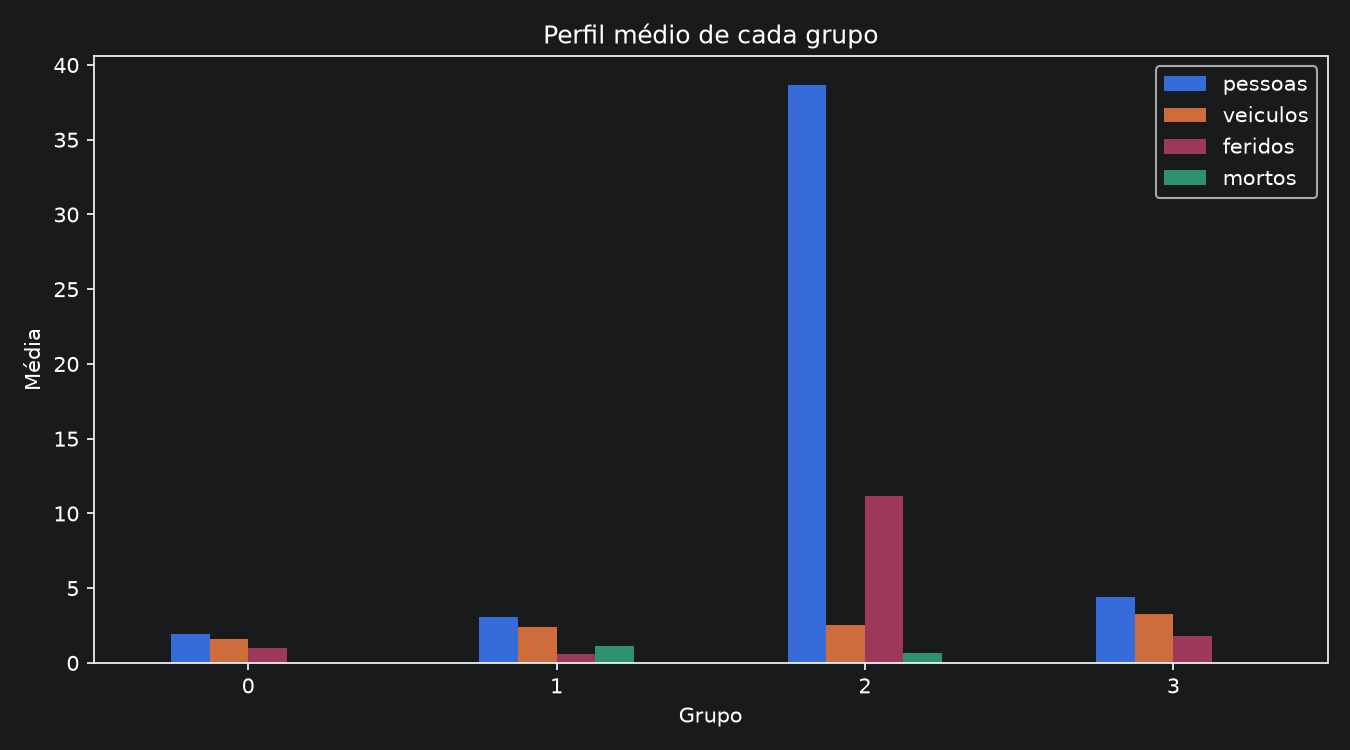 Perfil médio de cada grupo
40
35
30
25
20
15
10
5
0
Média
pessoas
veiculos
feridos
mortos
0 1 2 3
Grupo